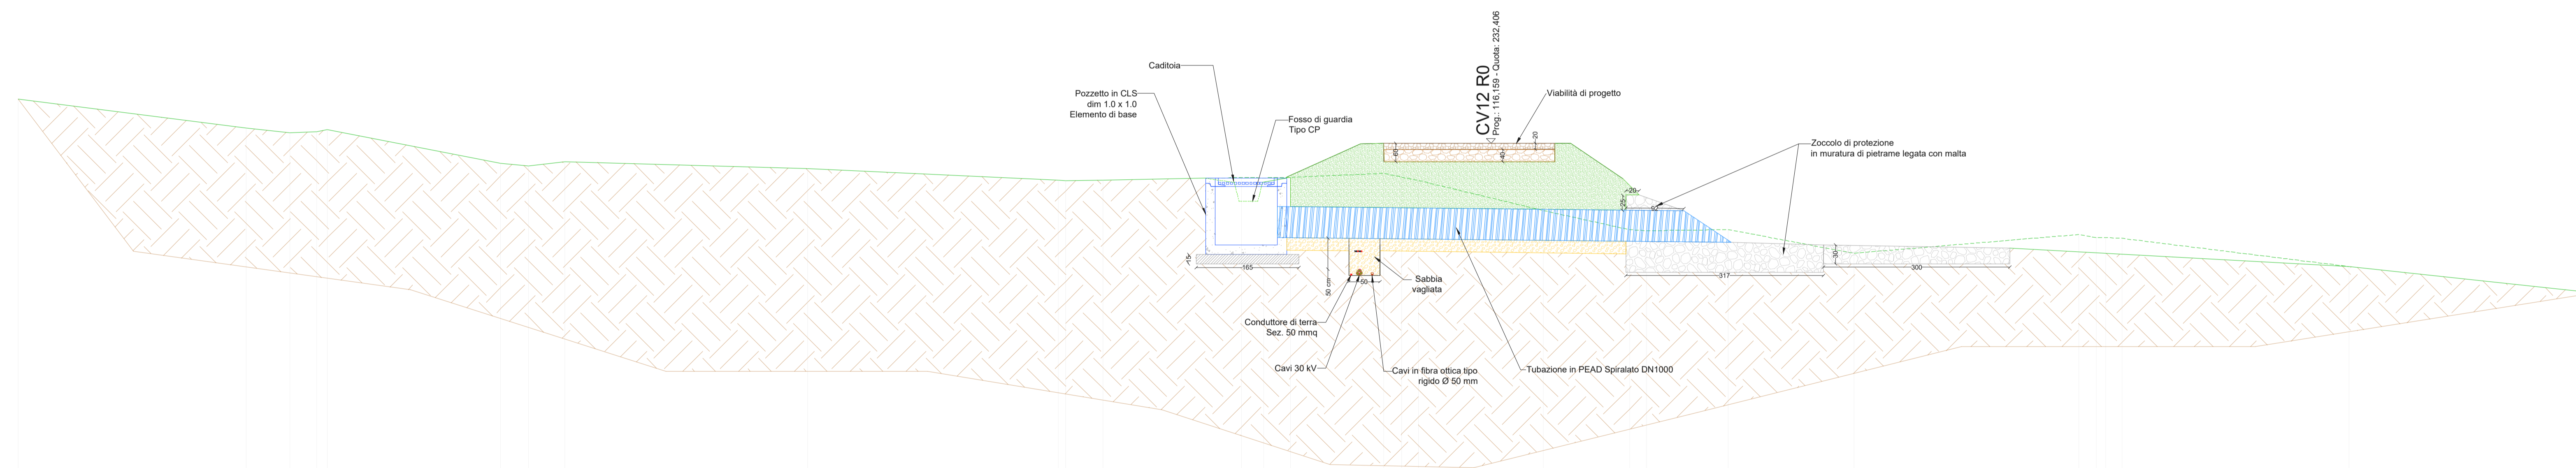 CV12 R0
Prog.: 116,159 - Quota: 232,406
Caditoia
Pozzetto in CLS
dim 1.0 x 1.0
Elemento di base
Fosso di guardia
Tipo CP
Viabilità di progetto
Zoccolo di protezione
in muratura di pietrame legata con malta
60
40
20
20
25
92
15
165
50 cm
50
Sabbia
vagliata
317
30
300
Conduttore di terra
Sez. 50 mmq
Cavi 30 kV
Cavi in fibra ottica tipo
rigido Ø 50 mm
Tubazione in PEAD Spiralato DN1000